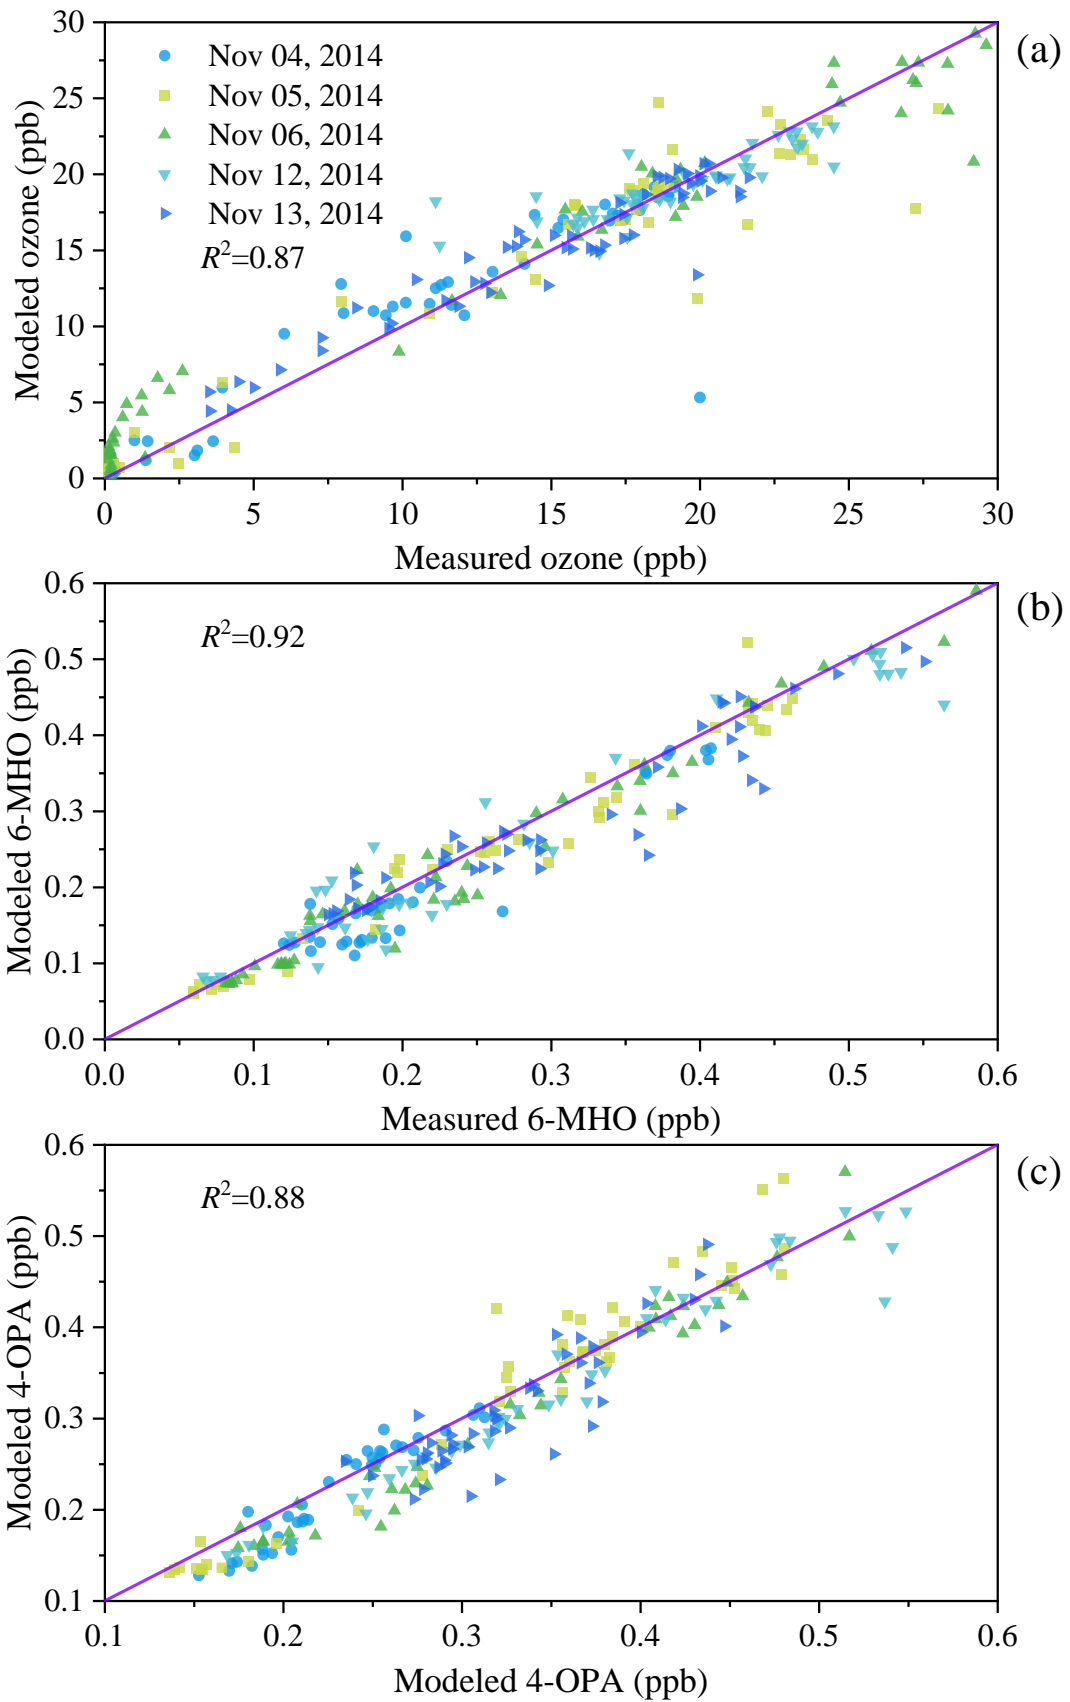 (a)
Nov 04, 2014
Nov 05, 2014
Nov 06, 2014
Nov 12, 2014
Nov 13, 2014
R²=0.87
Modeled ozone (ppb)
30
25
20
15
10
5
0
0 5 10 15 20 25 30
Measured ozone (ppb)
(b)
R²=0.92
Modeled 6-MHO (ppb)
0.6
0.5
0.4
0.3
0.2
0.1
0.0
0.0 0.1 0.2 0.3 0.4 0.5 0.6
Measured 6-MHO (ppb)
(c)
R²=0.88
Modeled 4-OPA (ppb)
0.6
0.5
0.4
0.3
0.2
0.1
0.1 0.2 0.3 0.4 0.5 0.6
Modeled 4-OPA (ppb)